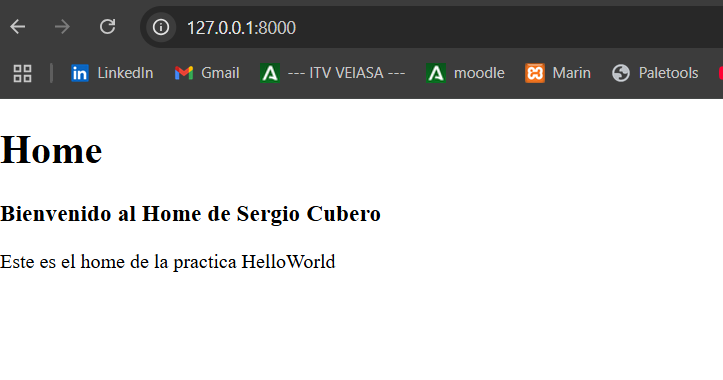 127.0.0.1:8000
LinkedIn Gmail --- ITV VEIASA --- moodle Marin Paletools
Home
Bienvenido al Home de Sergio Cubero
Este es el home de la practica HelloWorld